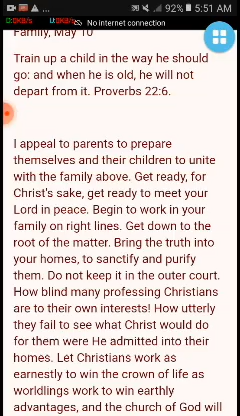 0:0KB/s U:0KB/s No internet connection 92% 5:51 AM
Family, May 10
Train up a child in the way he should
go: and when he is old, he will not
depart from it. Proverbs 22:6.
I appeal to parents to prepare
themselves and their children to unite
with the family above. Get ready, for
Christ's sake, get ready to meet your
Lord in peace. Begin to work in your
family on right lines. Get down to the
root of the matter. Bring the truth into
your homes, to sanctify and purify
them. Do not keep it in the outer court.
How blind many professing Christians
are to their own interests! How utterly
they fail to see what Christ would do
for them were He admitted into their
homes. Let Christians work as
earnestly to win the crown of life as
worldlings work to win earthly
advantages, and the church of God will